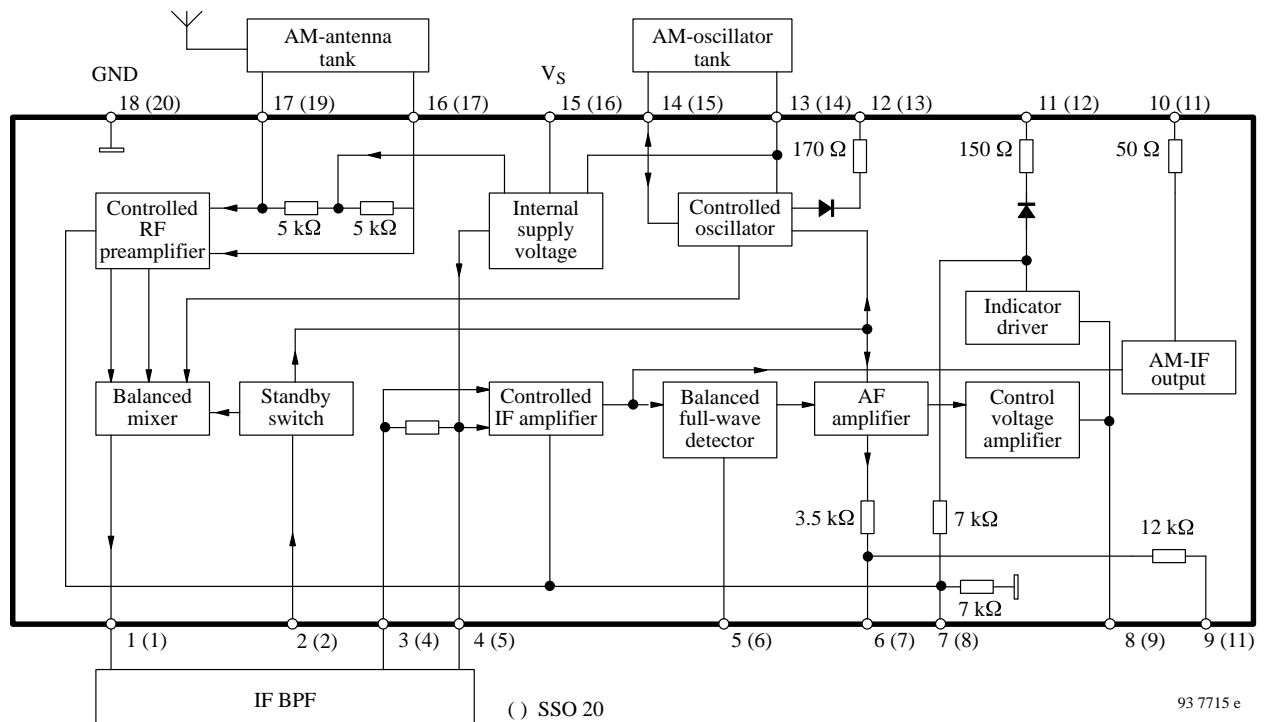 AM-antenna
tank
AM-oscillator
tank
GND
VS
18 (20)
17 (19)
16 (17)
15 (16)
14 (15)
13 (14)
12 (13)
11 (12)
10 (11)
170 Ω
150 Ω
50 Ω
Controlled
RF
preamplifier
5 kΩ
5 kΩ
Internal
supply
voltage
Controlled
oscillator
Indicator
driver
AM-IF
output
Balanced
mixer
Standby
switch
Controlled
IF amplifier
Balanced
full-wave
detector
AF
amplifier
Control
voltage
amplifier
3.5 kΩ
7 kΩ
12 kΩ
7 kΩ
1 (1)
2 (2)
3 (4)
4 (5)
5 (6)
6 (7)
7 (8)
8 (9)
9 (11)
IF BPF
( ) SSO 20
93 7715 e